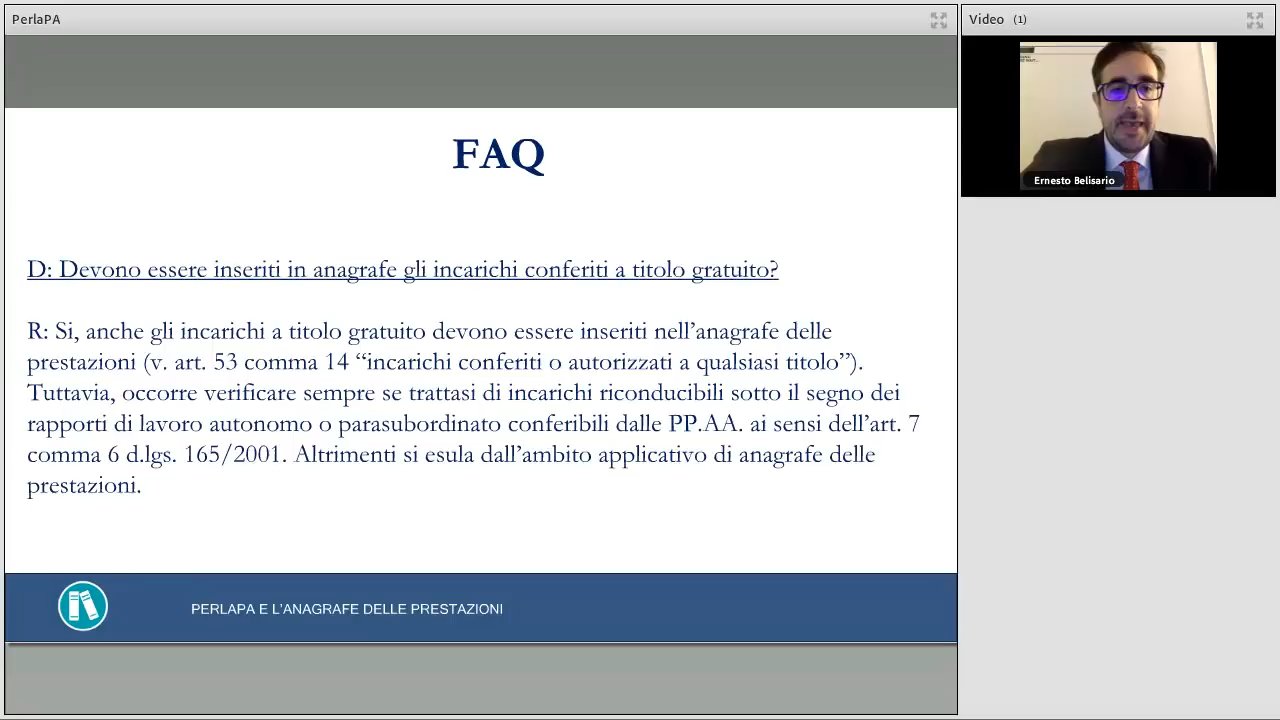 PerlaPA
Video (1)
Ernesto Belisario
FAQ
D: Devono essere inseriti in anagrafe gli incarichi conferiti a titolo gratuito?
R: Si, anche gli incarichi a titolo gratuito devono essere inseriti nell’anagrafe delle
prestazioni (v. art. 53 comma 14 “incarichi conferiti o autorizzati a qualsiasi titolo”).
Tuttavia, occorre verificare sempre se trattasi di incarichi riconducibili sotto il segno dei
rapporti di lavoro autonomo o parasubordinato conferibili dalle PP.AA. ai sensi dell’art. 7
comma 6 d.lgs. 165/2001. Altrimenti si esula dall’ambito applicativo di anagrafe delle
prestazioni.
PERLAPA E L’ANAGRAFE DELLE PRESTAZIONI